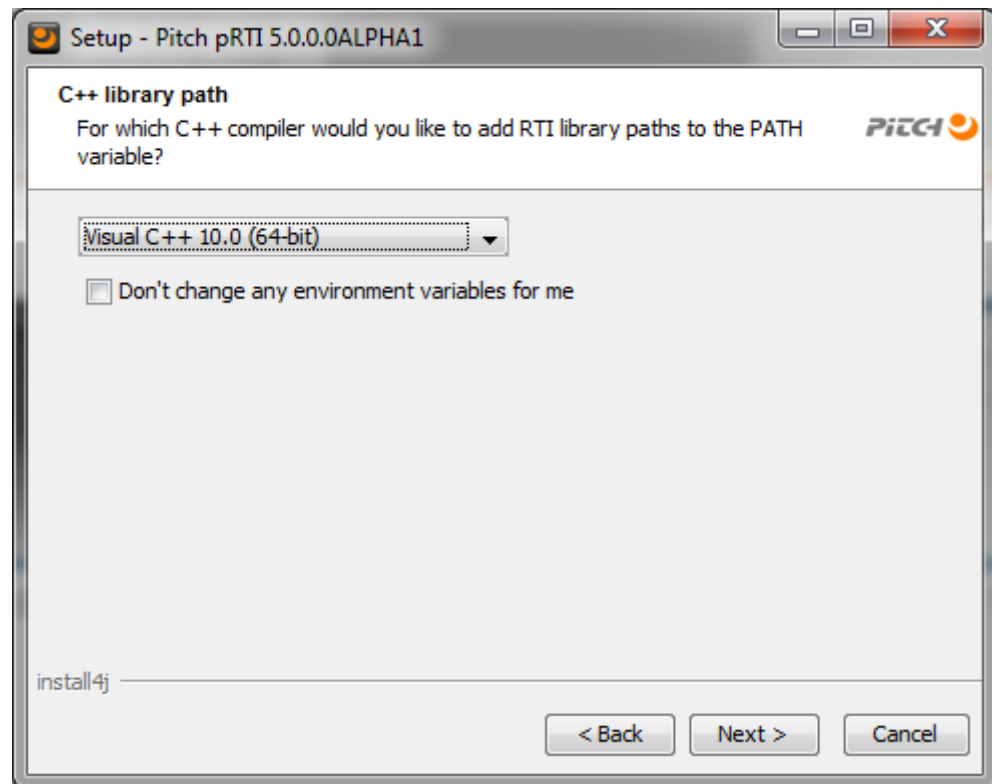 Setup - Pitch pRTI 5.0.0.0ALPHA1
C++ library path
For which C++ compiler would you like to add RTI library paths to the PATH
variable?
PITCH
Visual C++ 10.0 (64-bit)
Don't change any environment variables for me
install4j
< Back
Next >
Cancel